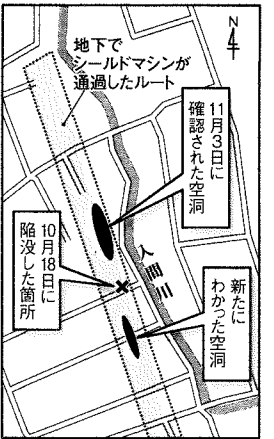 N
地下で
シールドマシンが
通過したルート
11月3日に
確認された空洞
10月18日に
陥没した箇所
入間川
新たに
わかった空洞